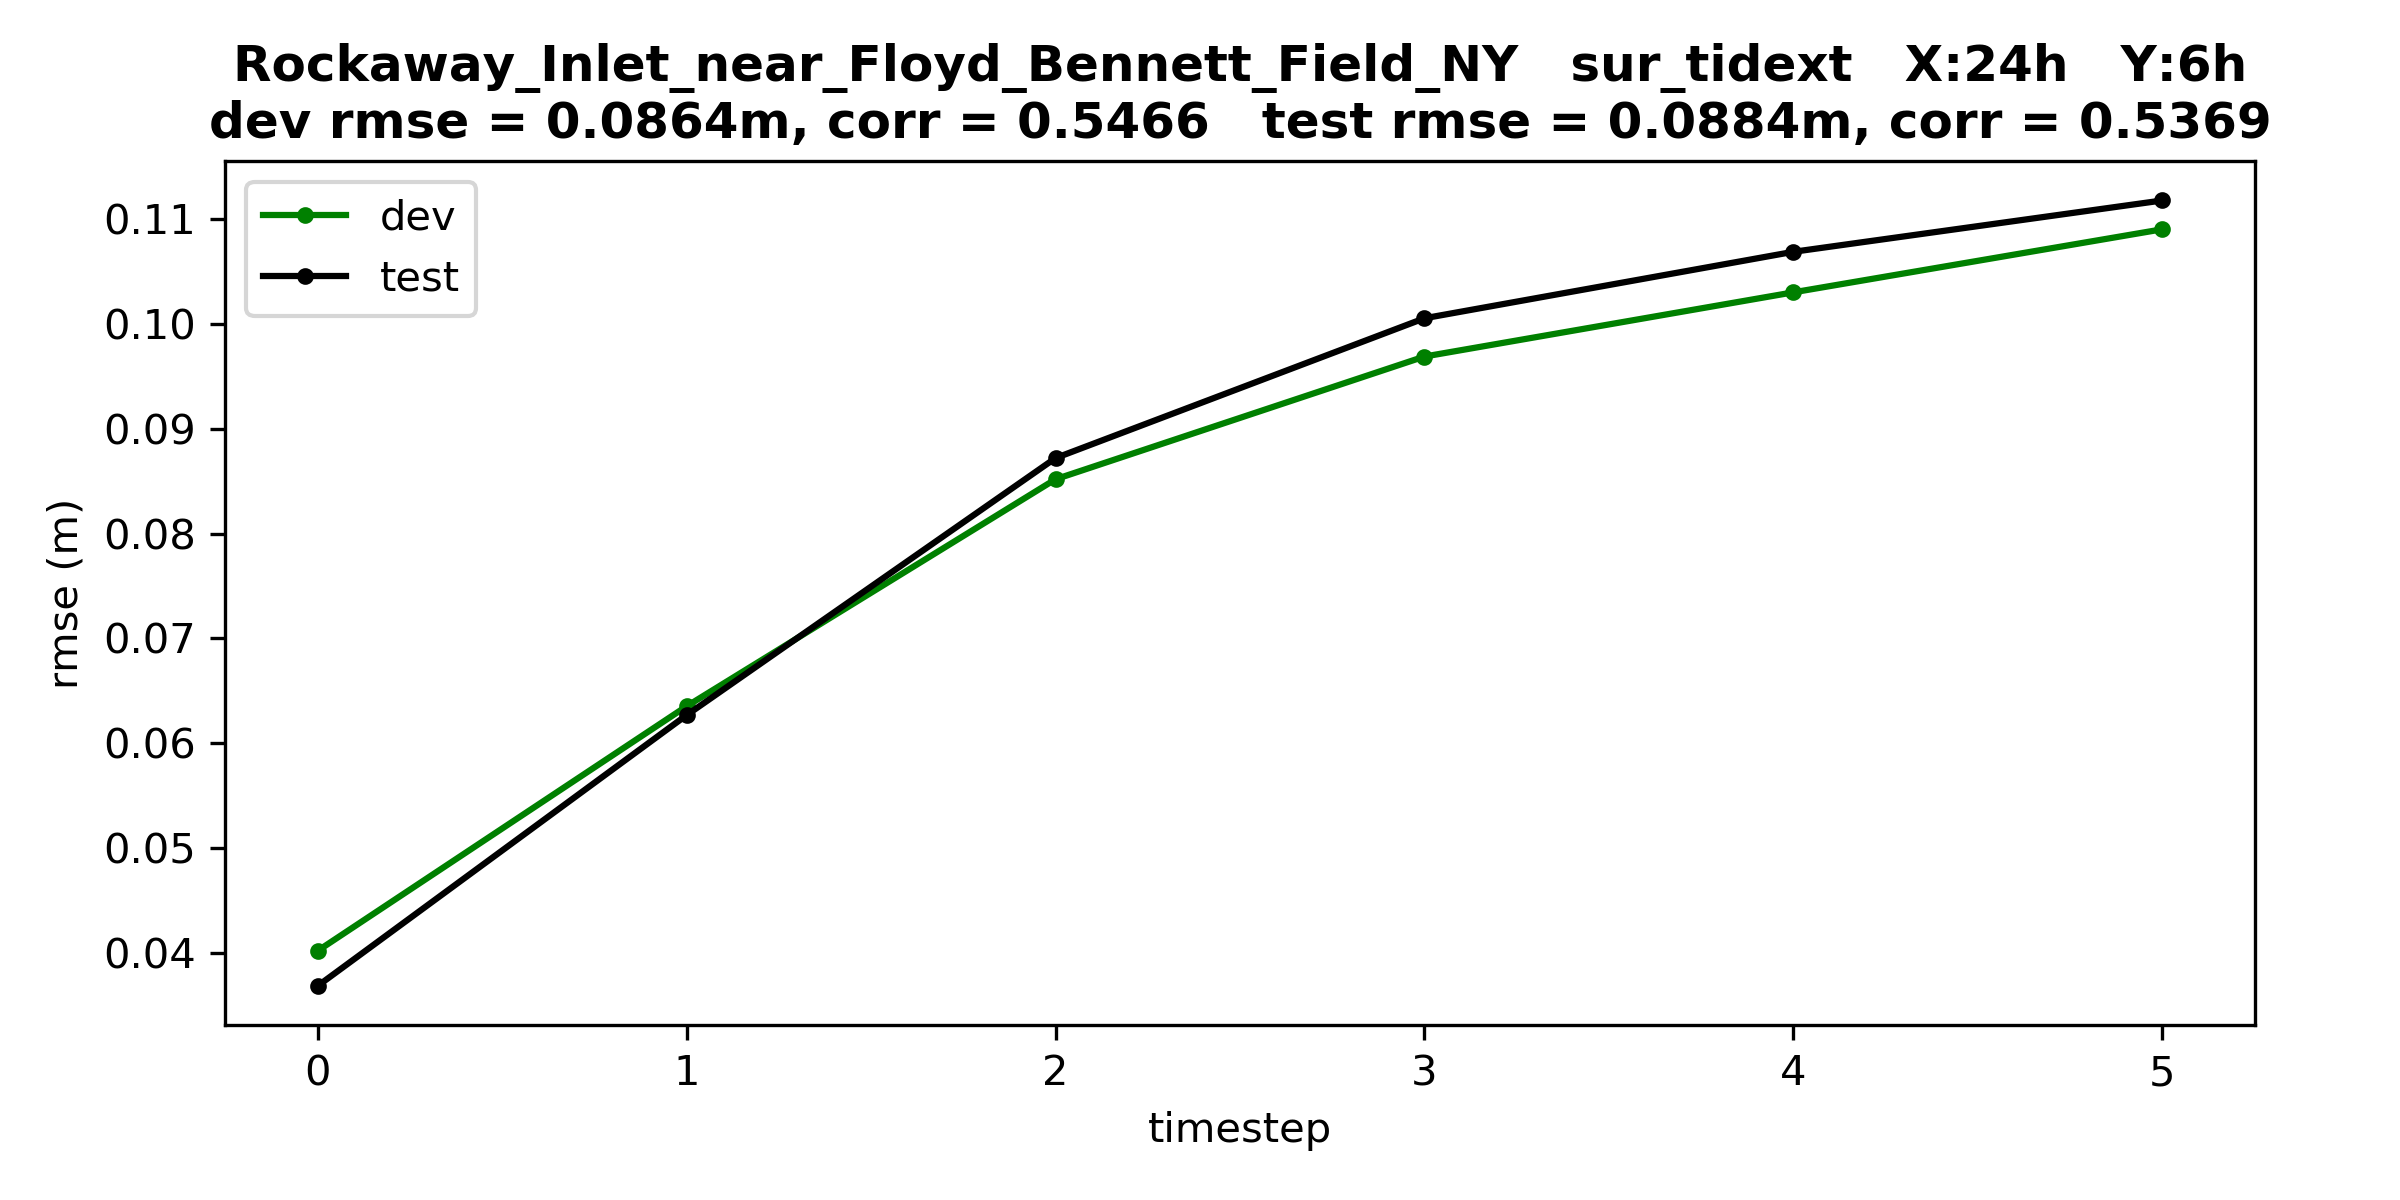 Rockaway_Inlet_near_Floyd_Bennett_Field_NY   sur_tidext   X:24h   Y:6h
dev rmse = 0.0864m, corr = 0.5466   test rmse = 0.0884m, corr = 0.5369
dev
test
0.11
0.10
0.09
0.08
0.07
0.06
0.05
0.04
rmse (m)
0 1 2 3 4 5
timestep